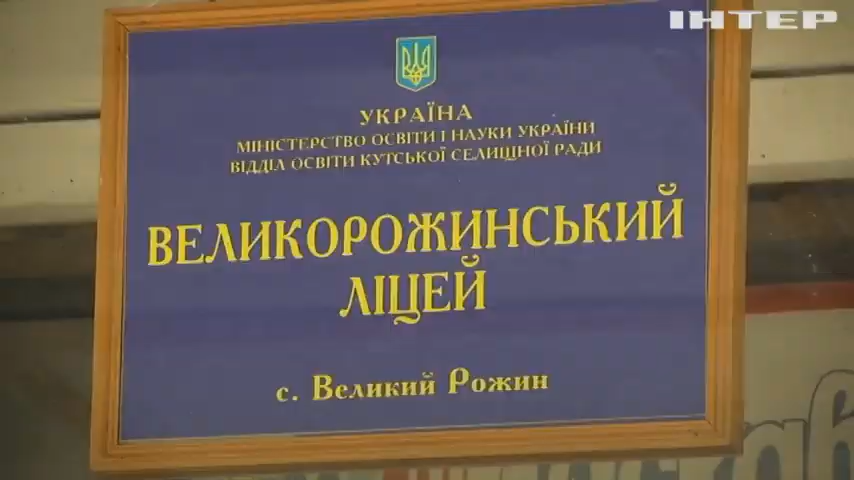 ІНТЕР
УКРАЇНА
МІНІСТЕРСТВО ОСВІТИ І НАУКИ УКРАЇНИ
ВІДДІЛ ОСВІТИ КУТСЬКОЇ СЕЛИЩНОЇ РАДИ
ВЕЛИКОРОЖИНСЬКИЙ
ЛІЦЕЙ
с. Великий Рожин